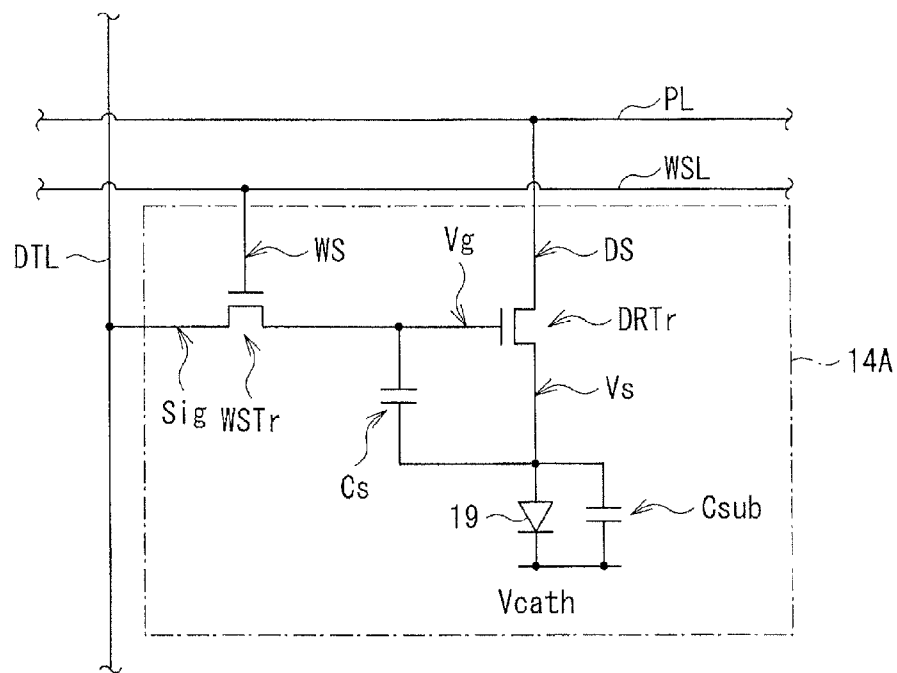 PL
WSL
DTL
WS
Vg
DS
DRTr
14A
Sig
WSTr
Vs
Cs
19
Csub
Vcath